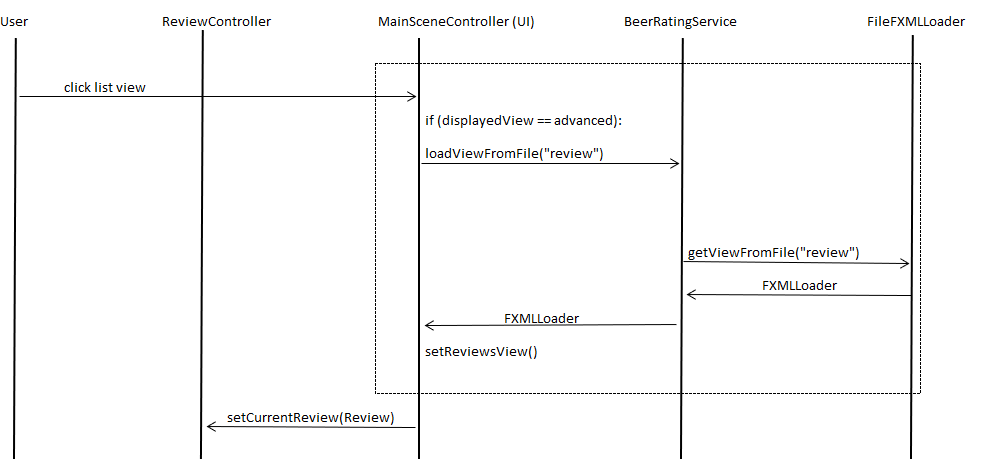 User
ReviewController
MainSceneController (UI)
BeerRatingService
FileFXMLLoader
click list view
if (displayedView == advanced):
loadViewFromFile("review")
getViewFromFile("review")
FXMLLoader
FXMLLoader
setReviewsView()
setCurrentReview(Review)